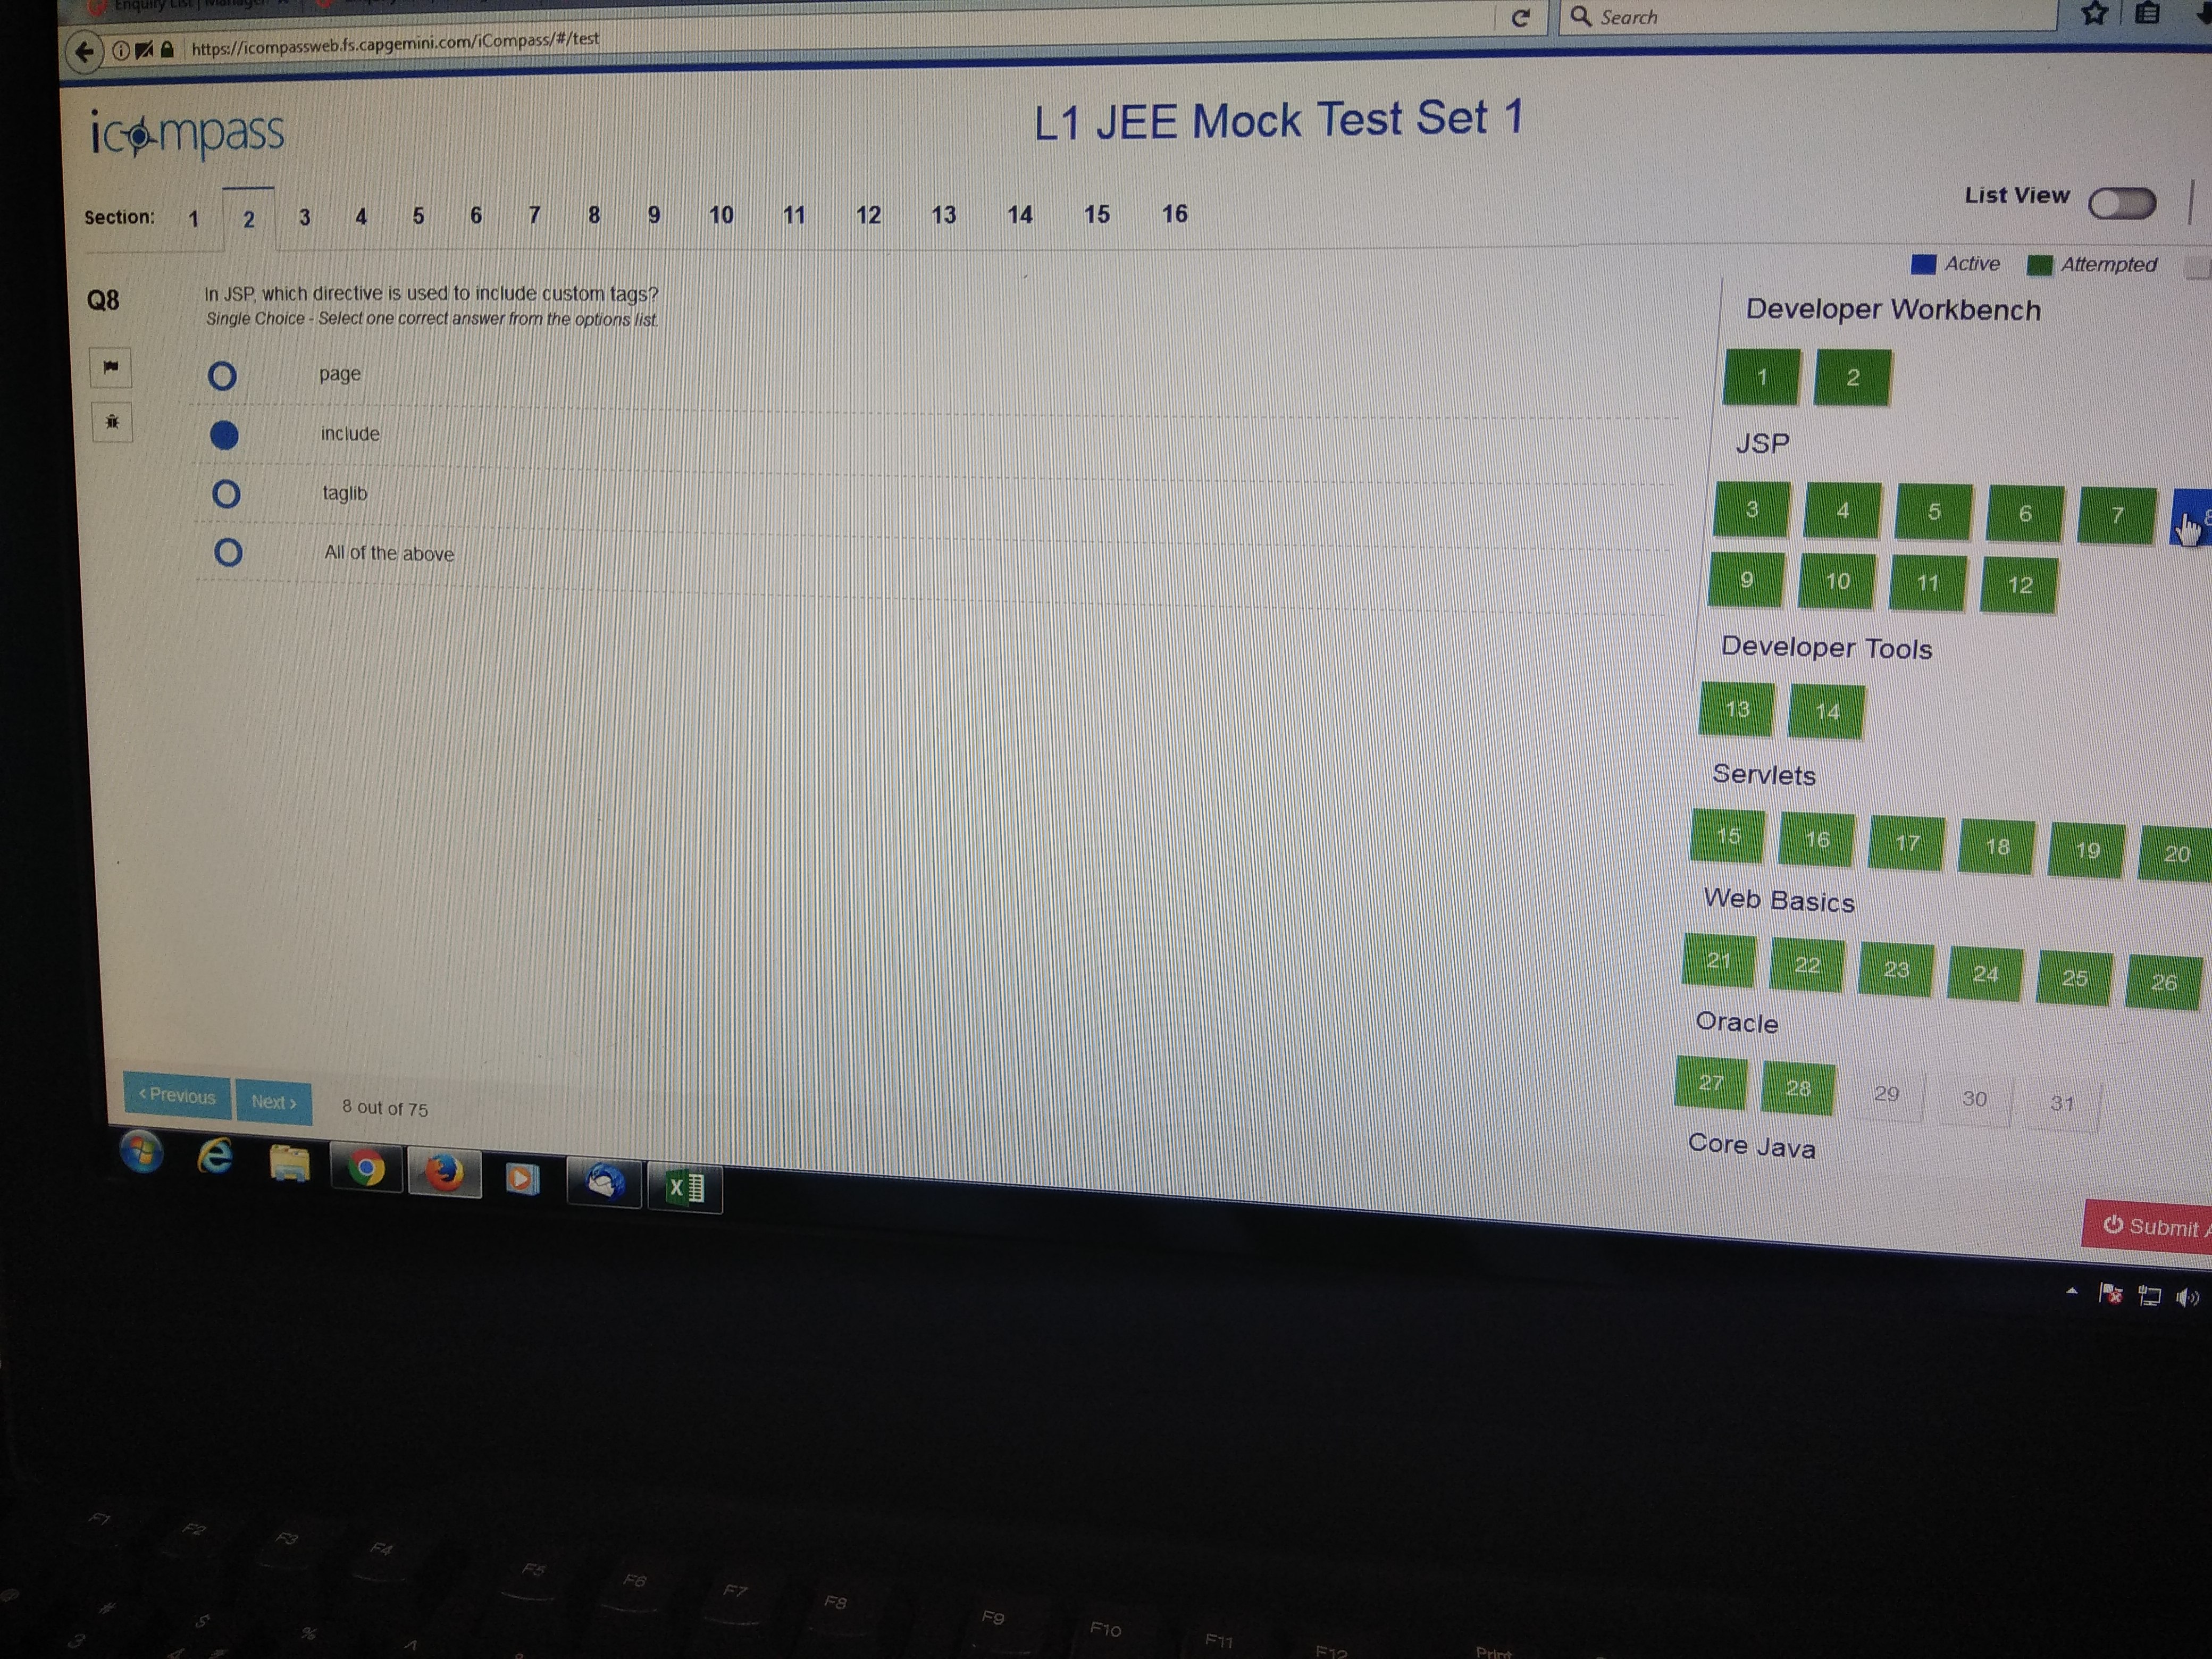 https://icompassweb.fs.capgemini.com/iCompass/#/test
Search
icompass
L1 JEE Mock Test Set 1
Section: 1 2 3 4 5 6 7 8 9 10 11 12 13 14 15 16
List View
Active Attempted
Q8
In JSP, which directive is used to include custom tags?
Single Choice - Select one correct answer from the options list.
page
include
taglib
All of the above
Developer Workbench
1 2
JSP
3 4 5 6 7 8
9 10 11 12
Developer Tools
13 14
Servlets
15 16 17 18 19 20
Web Basics
21 22 23 24 25 26
Oracle
27 28 29 30 31
Core Java
< Previous
Next >
8 out of 75
Submit
F1 F2 F3 F4 F5 F6 F7 F8 F9 F10 F11 F12
Print
# $ %
3